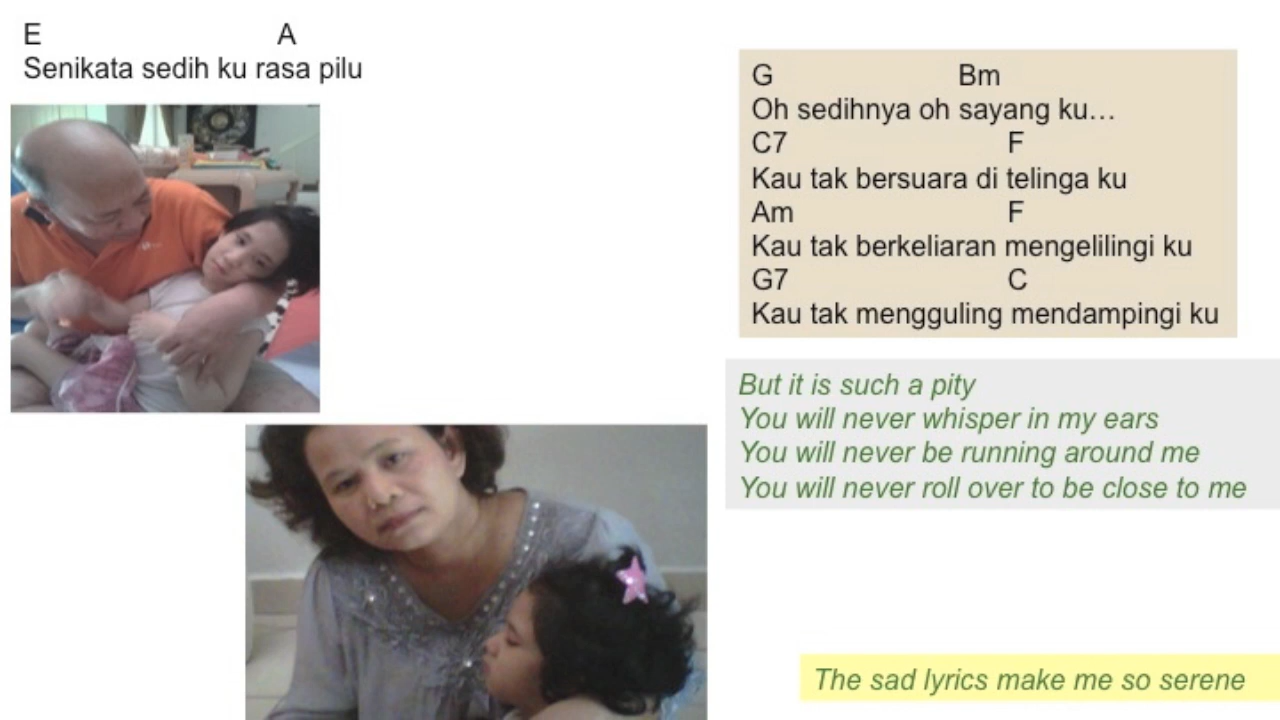 E A
Senikata sedih ku rasa pilu
G Bm
Oh sedihnya oh sayang ku…
C7 F
Kau tak bersuara di telinga ku
Am F
Kau tak berkeliaran mengelilingi ku
G7 C
Kau tak mengguling mendampingi ku
But it is such a pity
You will never whisper in my ears
You will never be running around me
You will never roll over to be close to me
The sad lyrics make me so serene